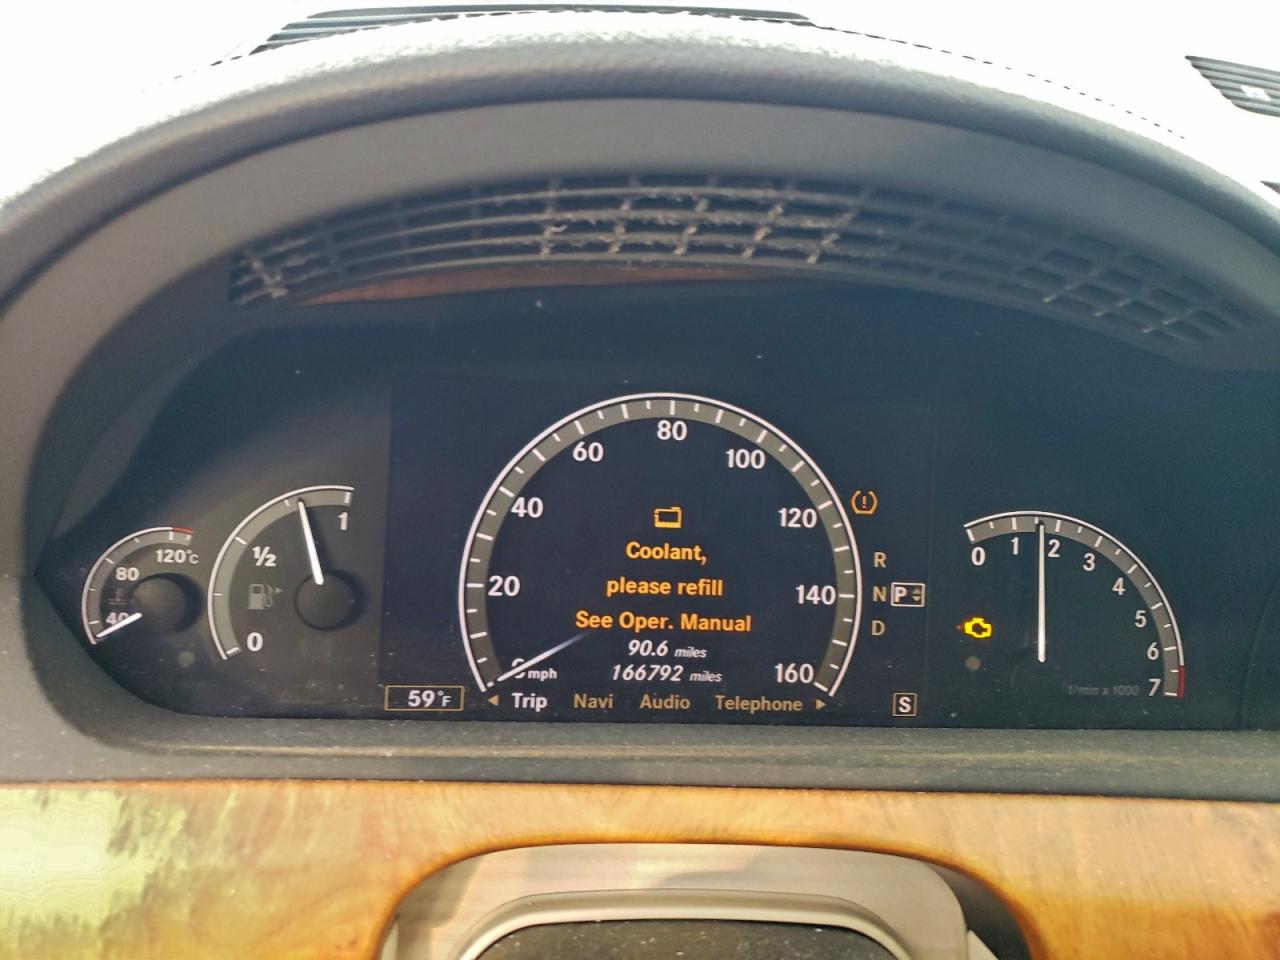 120°C
80
40
1
½
0
80
60
100
40
120
20
140
160
mph
Coolant,
please refill
See Oper. Manual
90.6 miles
166792 miles
59°F
Trip Navi Audio Telephone
R
N P
D
S
0 1 2 3 4 5 6 7
1/min x 1000